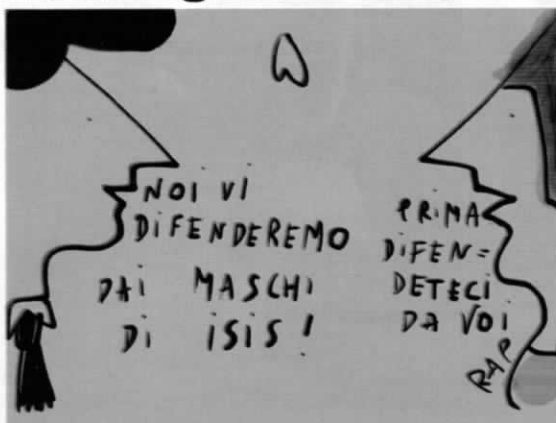 NOI VI
DIFENDEREMO
DAI MASCHI
DI ISIS!
PRIMA
DIFEN=
DETECI
DA VOI
RAP